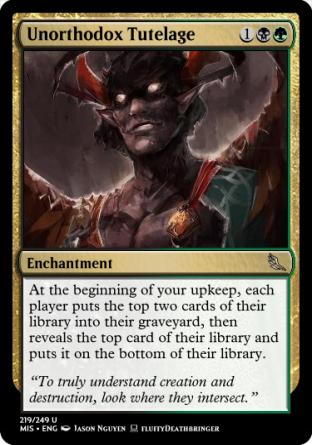 Unorthodox Tutelage 1
Enchantment
At the beginning of your upkeep, each
player puts the top two cards of their
library into their graveyard, then
reveals the top card of their library and
puts it on the bottom of their library.
“To truly understand creation and
destruction, look where they intersect.”
219/249 U
MIS • ENG Jason Nguyen fluffyDeathbringer